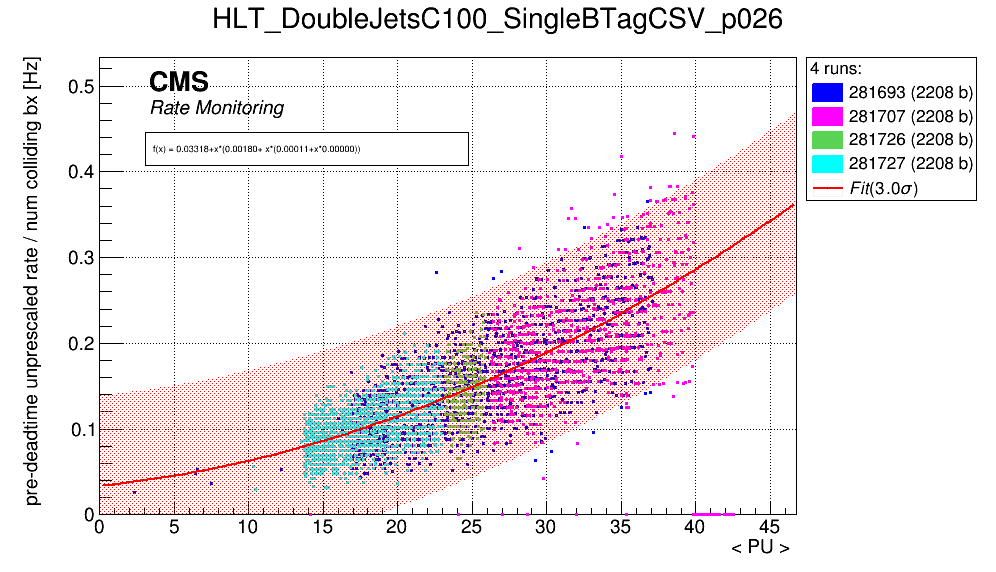 HLT_DoubleJetsC100_SingleBTagCSV_p026
pre-deadtime unprescaled rate / num colliding bx [Hz]
CMS
Rate Monitoring
f(x) = 0.03318+x*(0.00180+ x*(0.00011+x*0.00000))
0.5
0.4
0.3
0.2
0.1
0
0 5 10 15 20 25 30 35 40 45
< PU >
4 runs:
281693 (2208 b)
281707 (2208 b)
281726 (2208 b)
281727 (2208 b)
Fit(3.0σ)